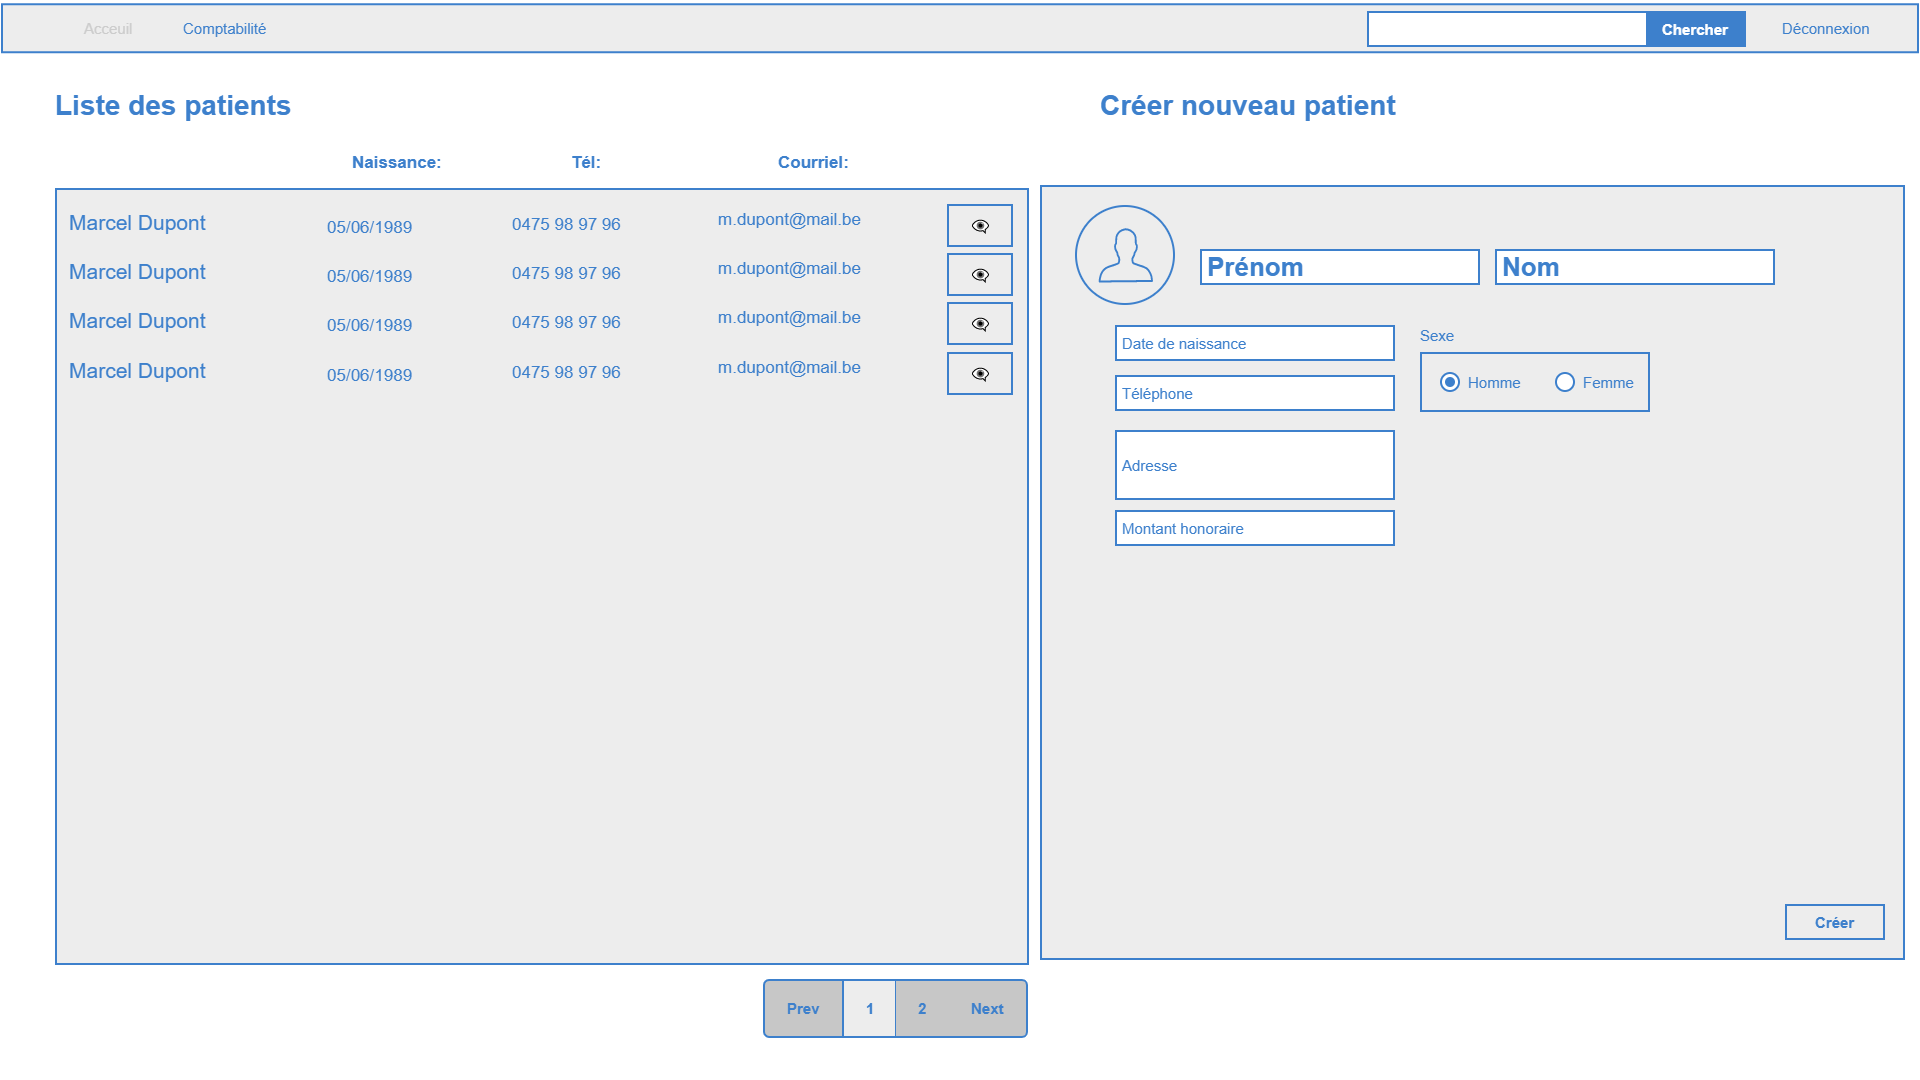 Acceuil Comptabilité Chercher Déconnexion
Liste des patients
Naissance: Tél: Courriel:
Marcel Dupont 05/06/1989 0475 98 97 96 m.dupont@mail.be
Marcel Dupont 05/06/1989 0475 98 97 96 m.dupont@mail.be
Marcel Dupont 05/06/1989 0475 98 97 96 m.dupont@mail.be
Marcel Dupont 05/06/1989 0475 98 97 96 m.dupont@mail.be
Prev 1 2 Next
Créer nouveau patient
Prénom Nom
Date de naissance
Sexe
Homme Femme
Téléphone
Adresse
Montant honoraire
Créer